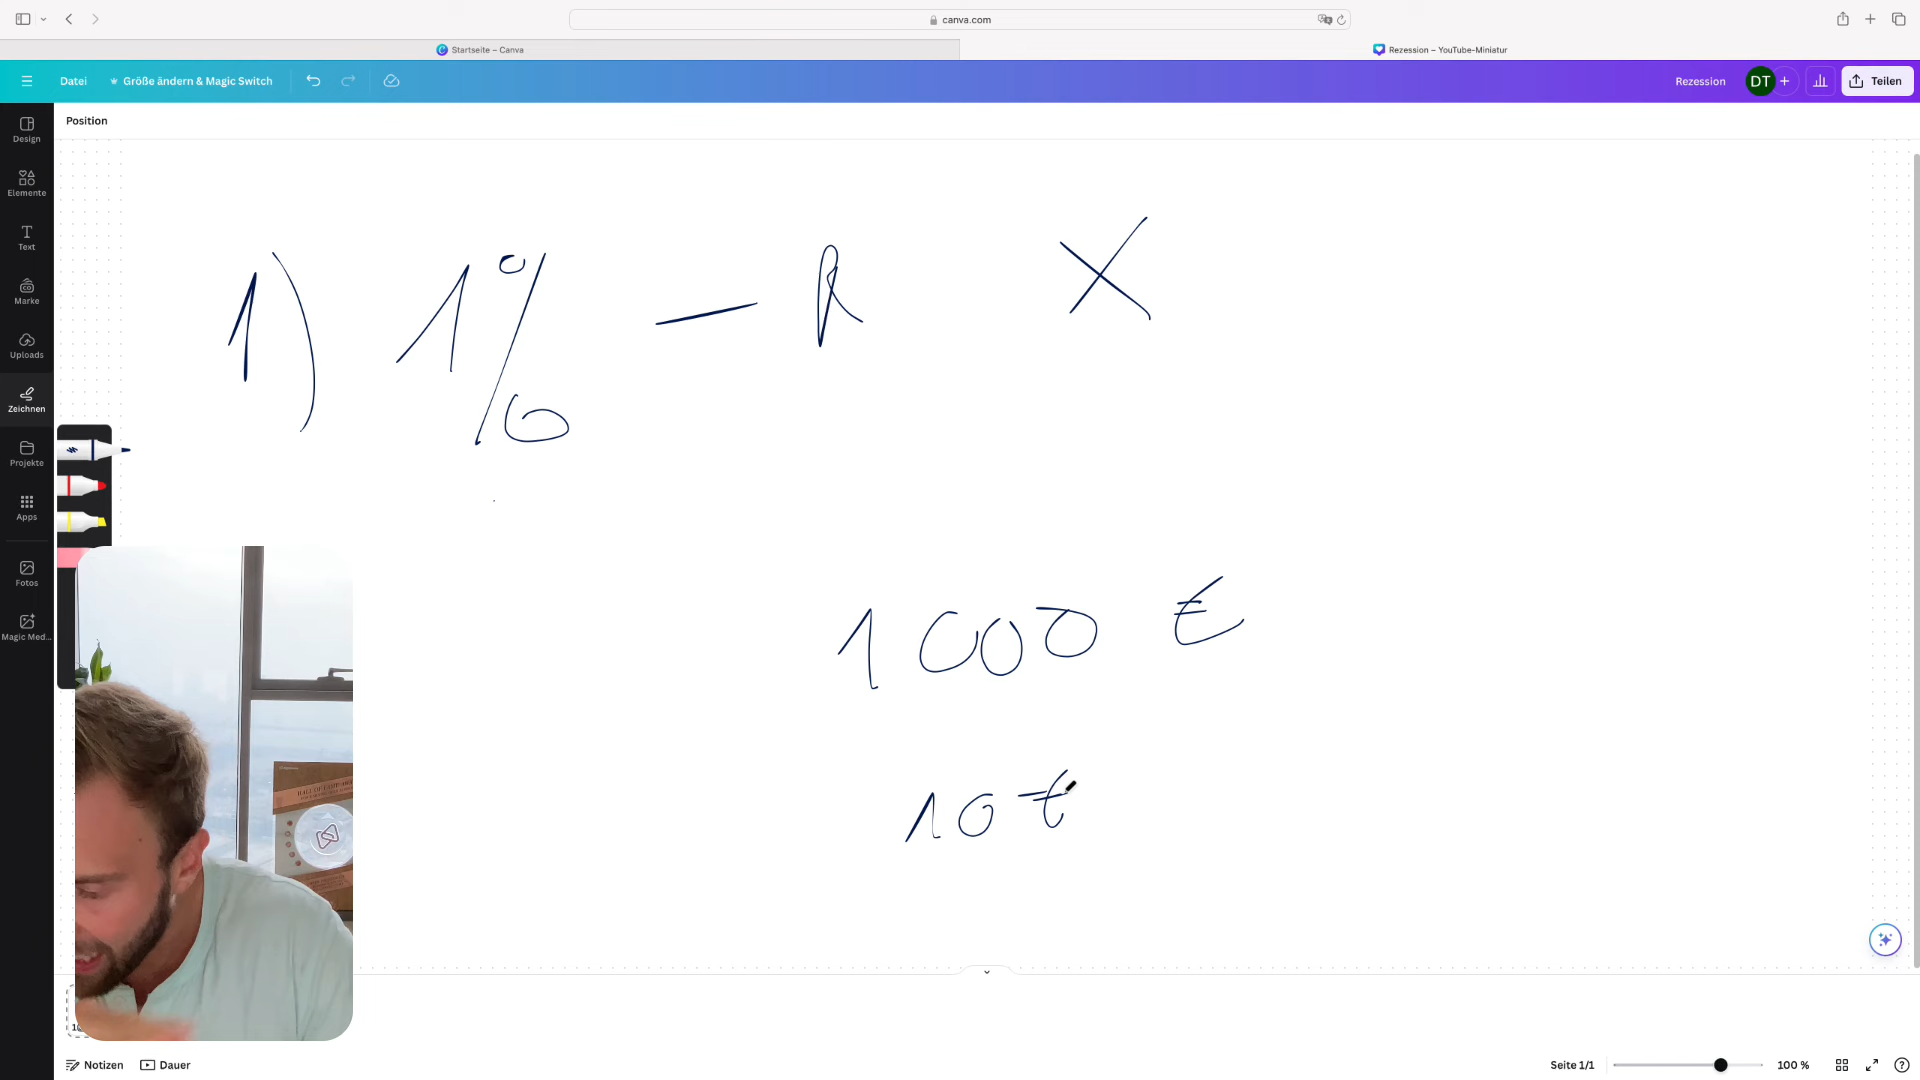 canva.com
Startseite – Canva
Rezession – YouTube-Miniatur
Datei
Größe ändern & Magic Switch
Rezession
DT
Teilen
Position
Design
Elemente
Text
Marke
Uploads
Zeichnen
Projekte
Apps
Fotos
Magic Med...
1) 1% — R X
1000 €
10 €
Notizen
Dauer
Seite 1/1
100 %